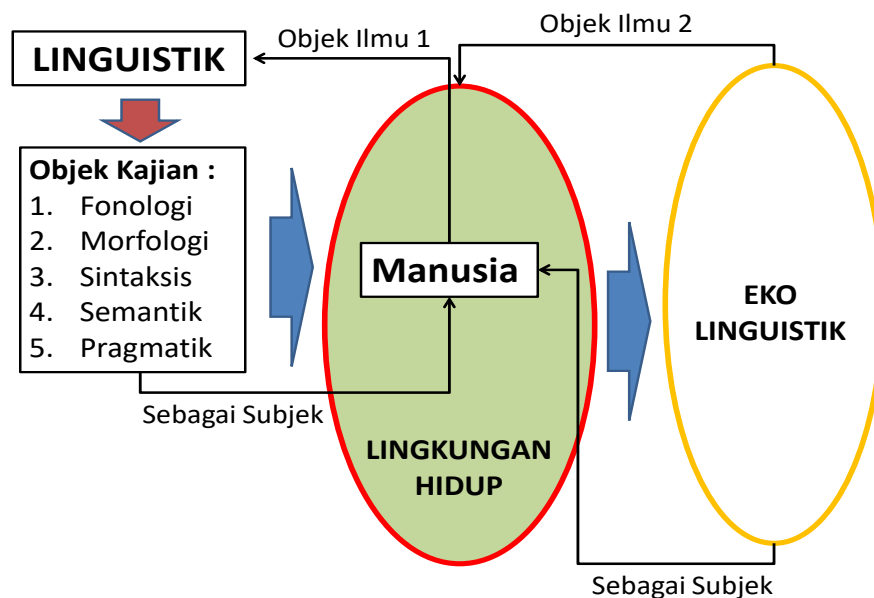 Objek Ilmu 1
Objek Ilmu 2
LINGUISTIK
Objek Kajian :
1. Fonologi
2. Morfologi
3. Sintaksis
4. Semantik
5. Pragmatik
Manusia
EKO
LINGUISTIK
Sebagai Subjek
LINGKUNGAN
HIDUP
Sebagai Subjek